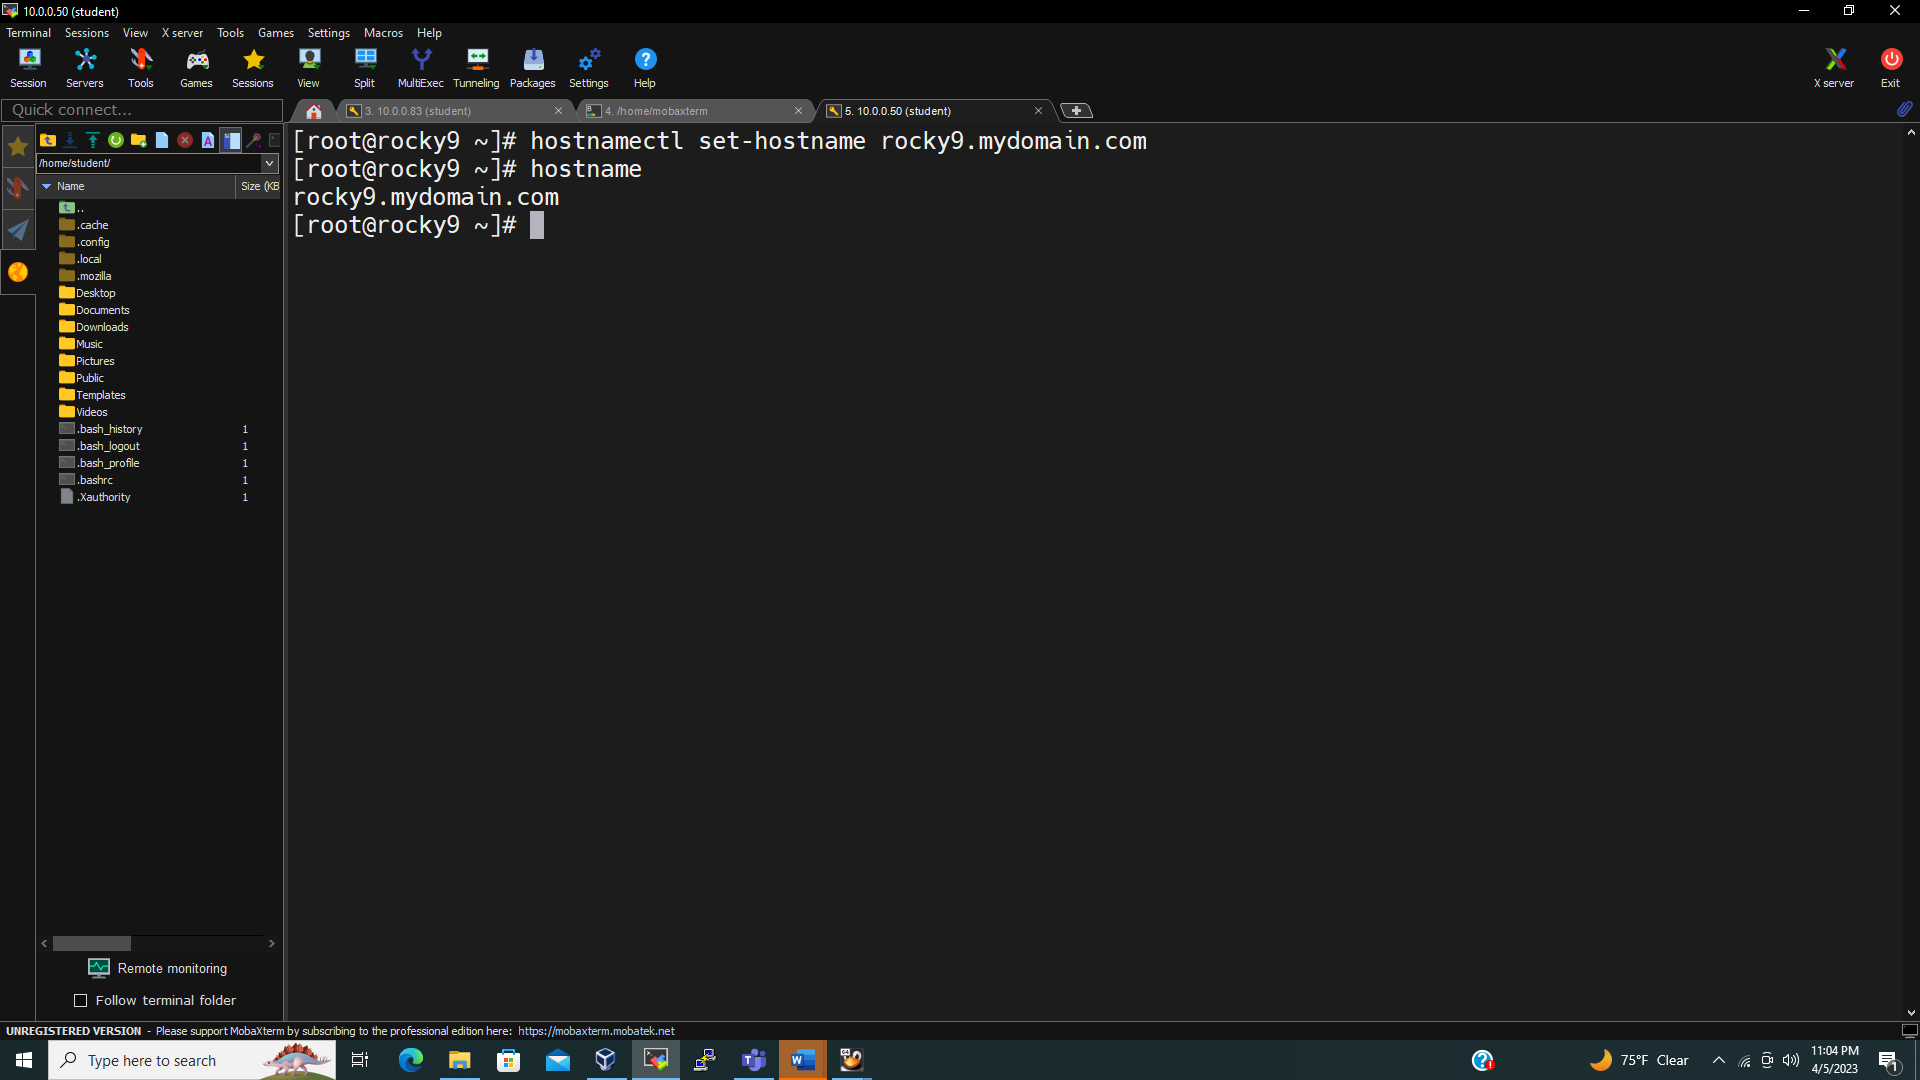 10.0.0.50 (student)
Terminal Sessions View X server Tools Games Settings Macros Help
Session Servers Tools Games Sessions View Split MultiExec Tunneling Packages Settings Help X server Exit
Quick connect...
3. 10.0.0.83 (student)
4. /home/mobaxterm
5. 10.0.0.50 (student)
/home/student/
Name Size (KB
..
.cache
.config
.local
.mozilla
Desktop
Documents
Downloads
Music
Pictures
Public
Templates
Videos
.bash_history 1
.bash_logout 1
.bash_profile 1
.bashrc 1
.Xauthority 1
Remote monitoring
Follow terminal folder
[root@rocky9 ~]# hostnamectl set-hostname rocky9.mydomain.com
[root@rocky9 ~]# hostname
rocky9.mydomain.com
[root@rocky9 ~]#
UNREGISTERED VERSION - Please support MobaXterm by subscribing to the professional edition here: https://mobaxterm.mobatek.net
Type here to search
75°F Clear
11:04 PM
4/5/2023
1